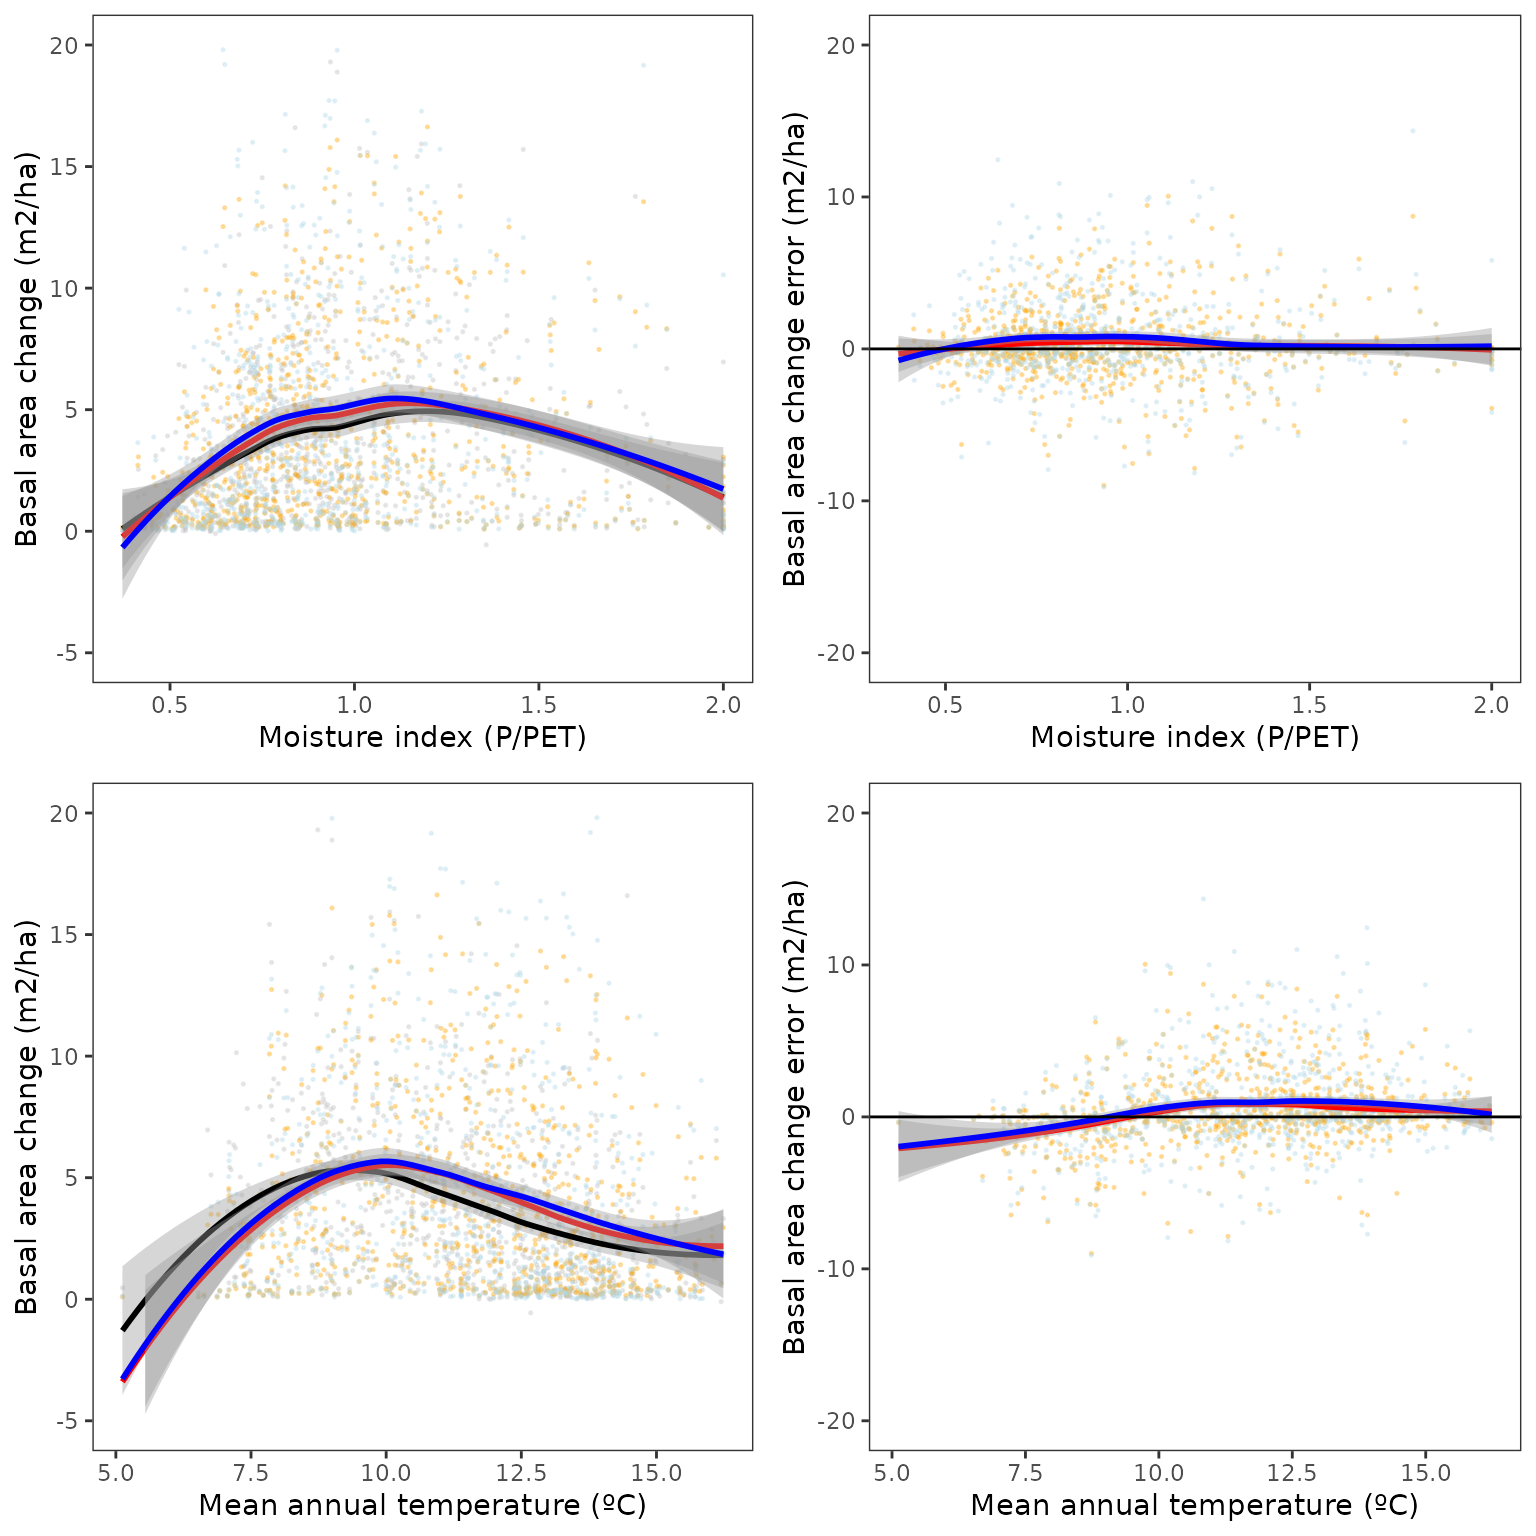 20
15
10
5
0
-5
Basal area change (m2/ha)
0.5 1.0 1.5 2.0
Moisture index (P/PET)
20
10
0
-10
-20
Basal area change error (m2/ha)
0.5 1.0 1.5 2.0
Moisture index (P/PET)
20
15
10
5
0
-5
Basal area change (m2/ha)
5.0 7.5 10.0 12.5 15.0
Mean annual temperature (ºC)
20
10
0
-10
-20
Basal area change error (m2/ha)
5.0 7.5 10.0 12.5 15.0
Mean annual temperature (ºC)